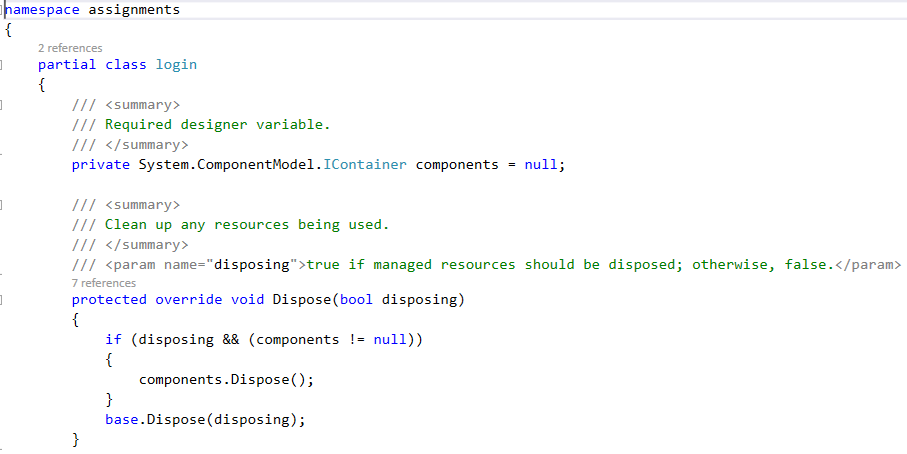 namespace assignments
{
2 references
partial class login
{
/// <summary>
/// Required designer variable.
/// </summary>
private System.ComponentModel.IContainer components = null;
/// <summary>
/// Clean up any resources being used.
/// </summary>
/// <param name="disposing">true if managed resources should be disposed; otherwise, false.</param>
7 references
protected override void Dispose(bool disposing)
{
if (disposing && (components != null))
{
components.Dispose();
}
base.Dispose(disposing);
}